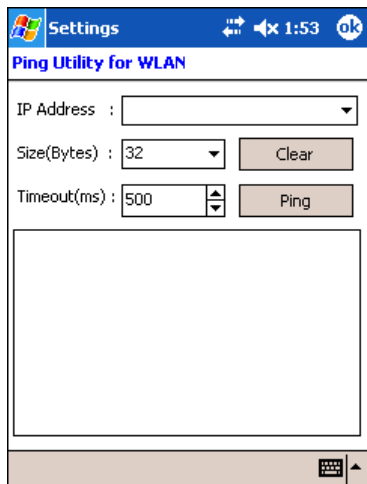 Settings 1:53 ok
Ping Utility for WLAN
IP Address :
Size(Bytes) : 32 Clear
Timeout(ms) : 500 Ping